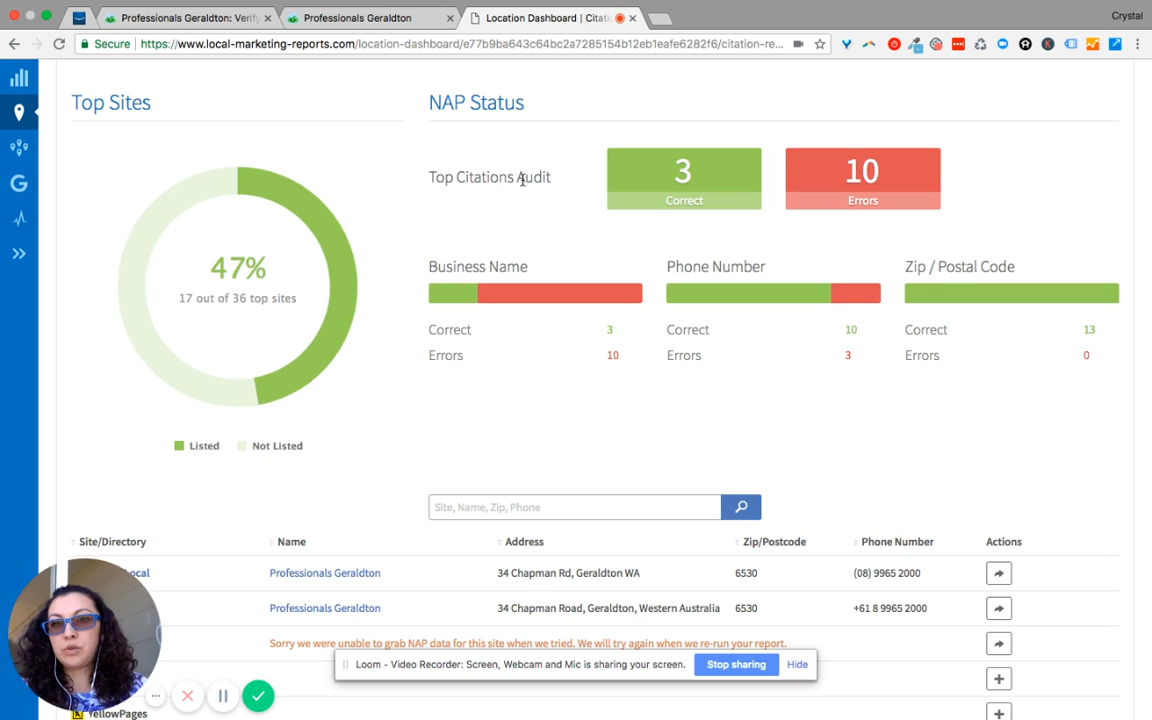 Professionals Geraldton: Verify
Professionals Geraldton
Location Dashboard | Citati
Crystal
Secure
https://www.local-marketing-reports.com/location-dashboard/e77b9ba643c64bc2a7285154b12eb1eafe6282f6/citation-re...
Top Sites
NAP Status
Top Citations Audit
3
Correct
10
Errors
47%
17 out of 36 top sites
Listed
Not Listed
Business Name
Phone Number
Zip / Postal Code
Correct 3
Correct 10
Correct 13
Errors 10
Errors 3
Errors 0
Site, Name, Zip, Phone
Site/Directory Name Address Zip/Postcode Phone Number Actions
ocal Professionals Geraldton 34 Chapman Rd, Geraldton WA 6530 (08) 9965 2000
Professionals Geraldton 34 Chapman Road, Geraldton, Western Australia 6530 +61 8 9965 2000
Sorry we were unable to grab NAP data for this site when we tried. We will try again when we re-run your report.
Loom - Video Recorder: Screen, Webcam and Mic is sharing your screen.
Stop sharing
Hide
YellowPages